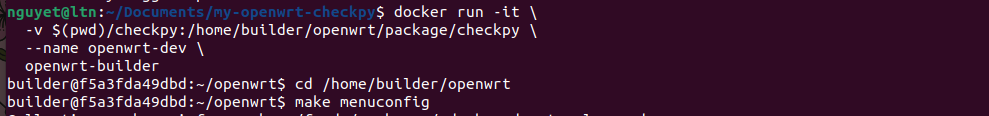 nguyet@ltn:~/Documents/my-openwrt-checkpy$ docker run -it \
  -v $(pwd)/checkpy:/home/builder/openwrt/package/checkpy \
  --name openwrt-dev \
  openwrt-builder
builder@f5a3fda49dbd:~/openwrt$ cd /home/builder/openwrt
builder@f5a3fda49dbd:~/openwrt$ make menuconfig